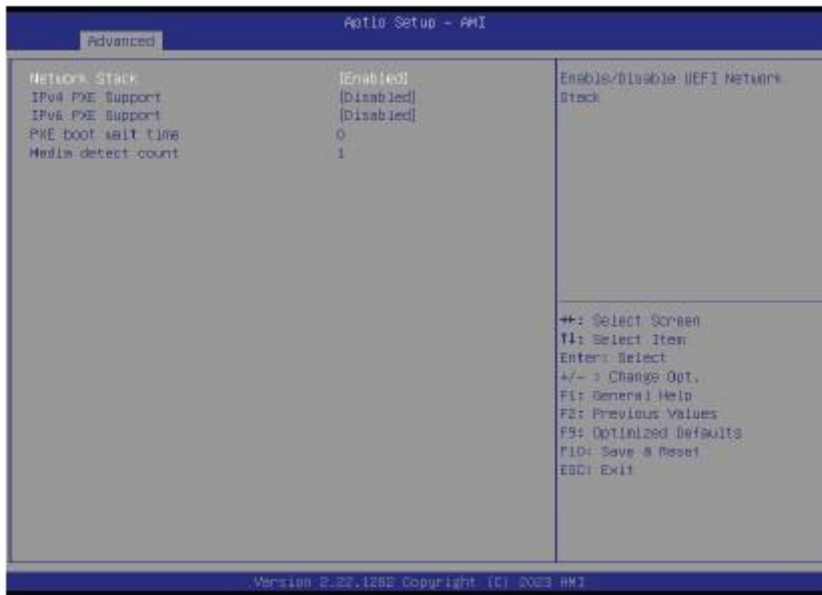 Aptio Setup - AMI
Advanced
Network Stack [Enabled]
IPv4 PXE Support [Disabled]
IPv6 PXE Support [Disabled]
PXE boot wait time 0
Media detect count 1
Enable/Disable UEFI Network
Stack
→←: Select Screen
↑↓: Select Item
Enter: Select
+/- : Change Opt.
F1: General Help
F2: Previous Values
F9: Optimized Defaults
F10: Save & Reset
ESC: Exit
Version 2.22.1282 Copyright (C) 2023 AMI